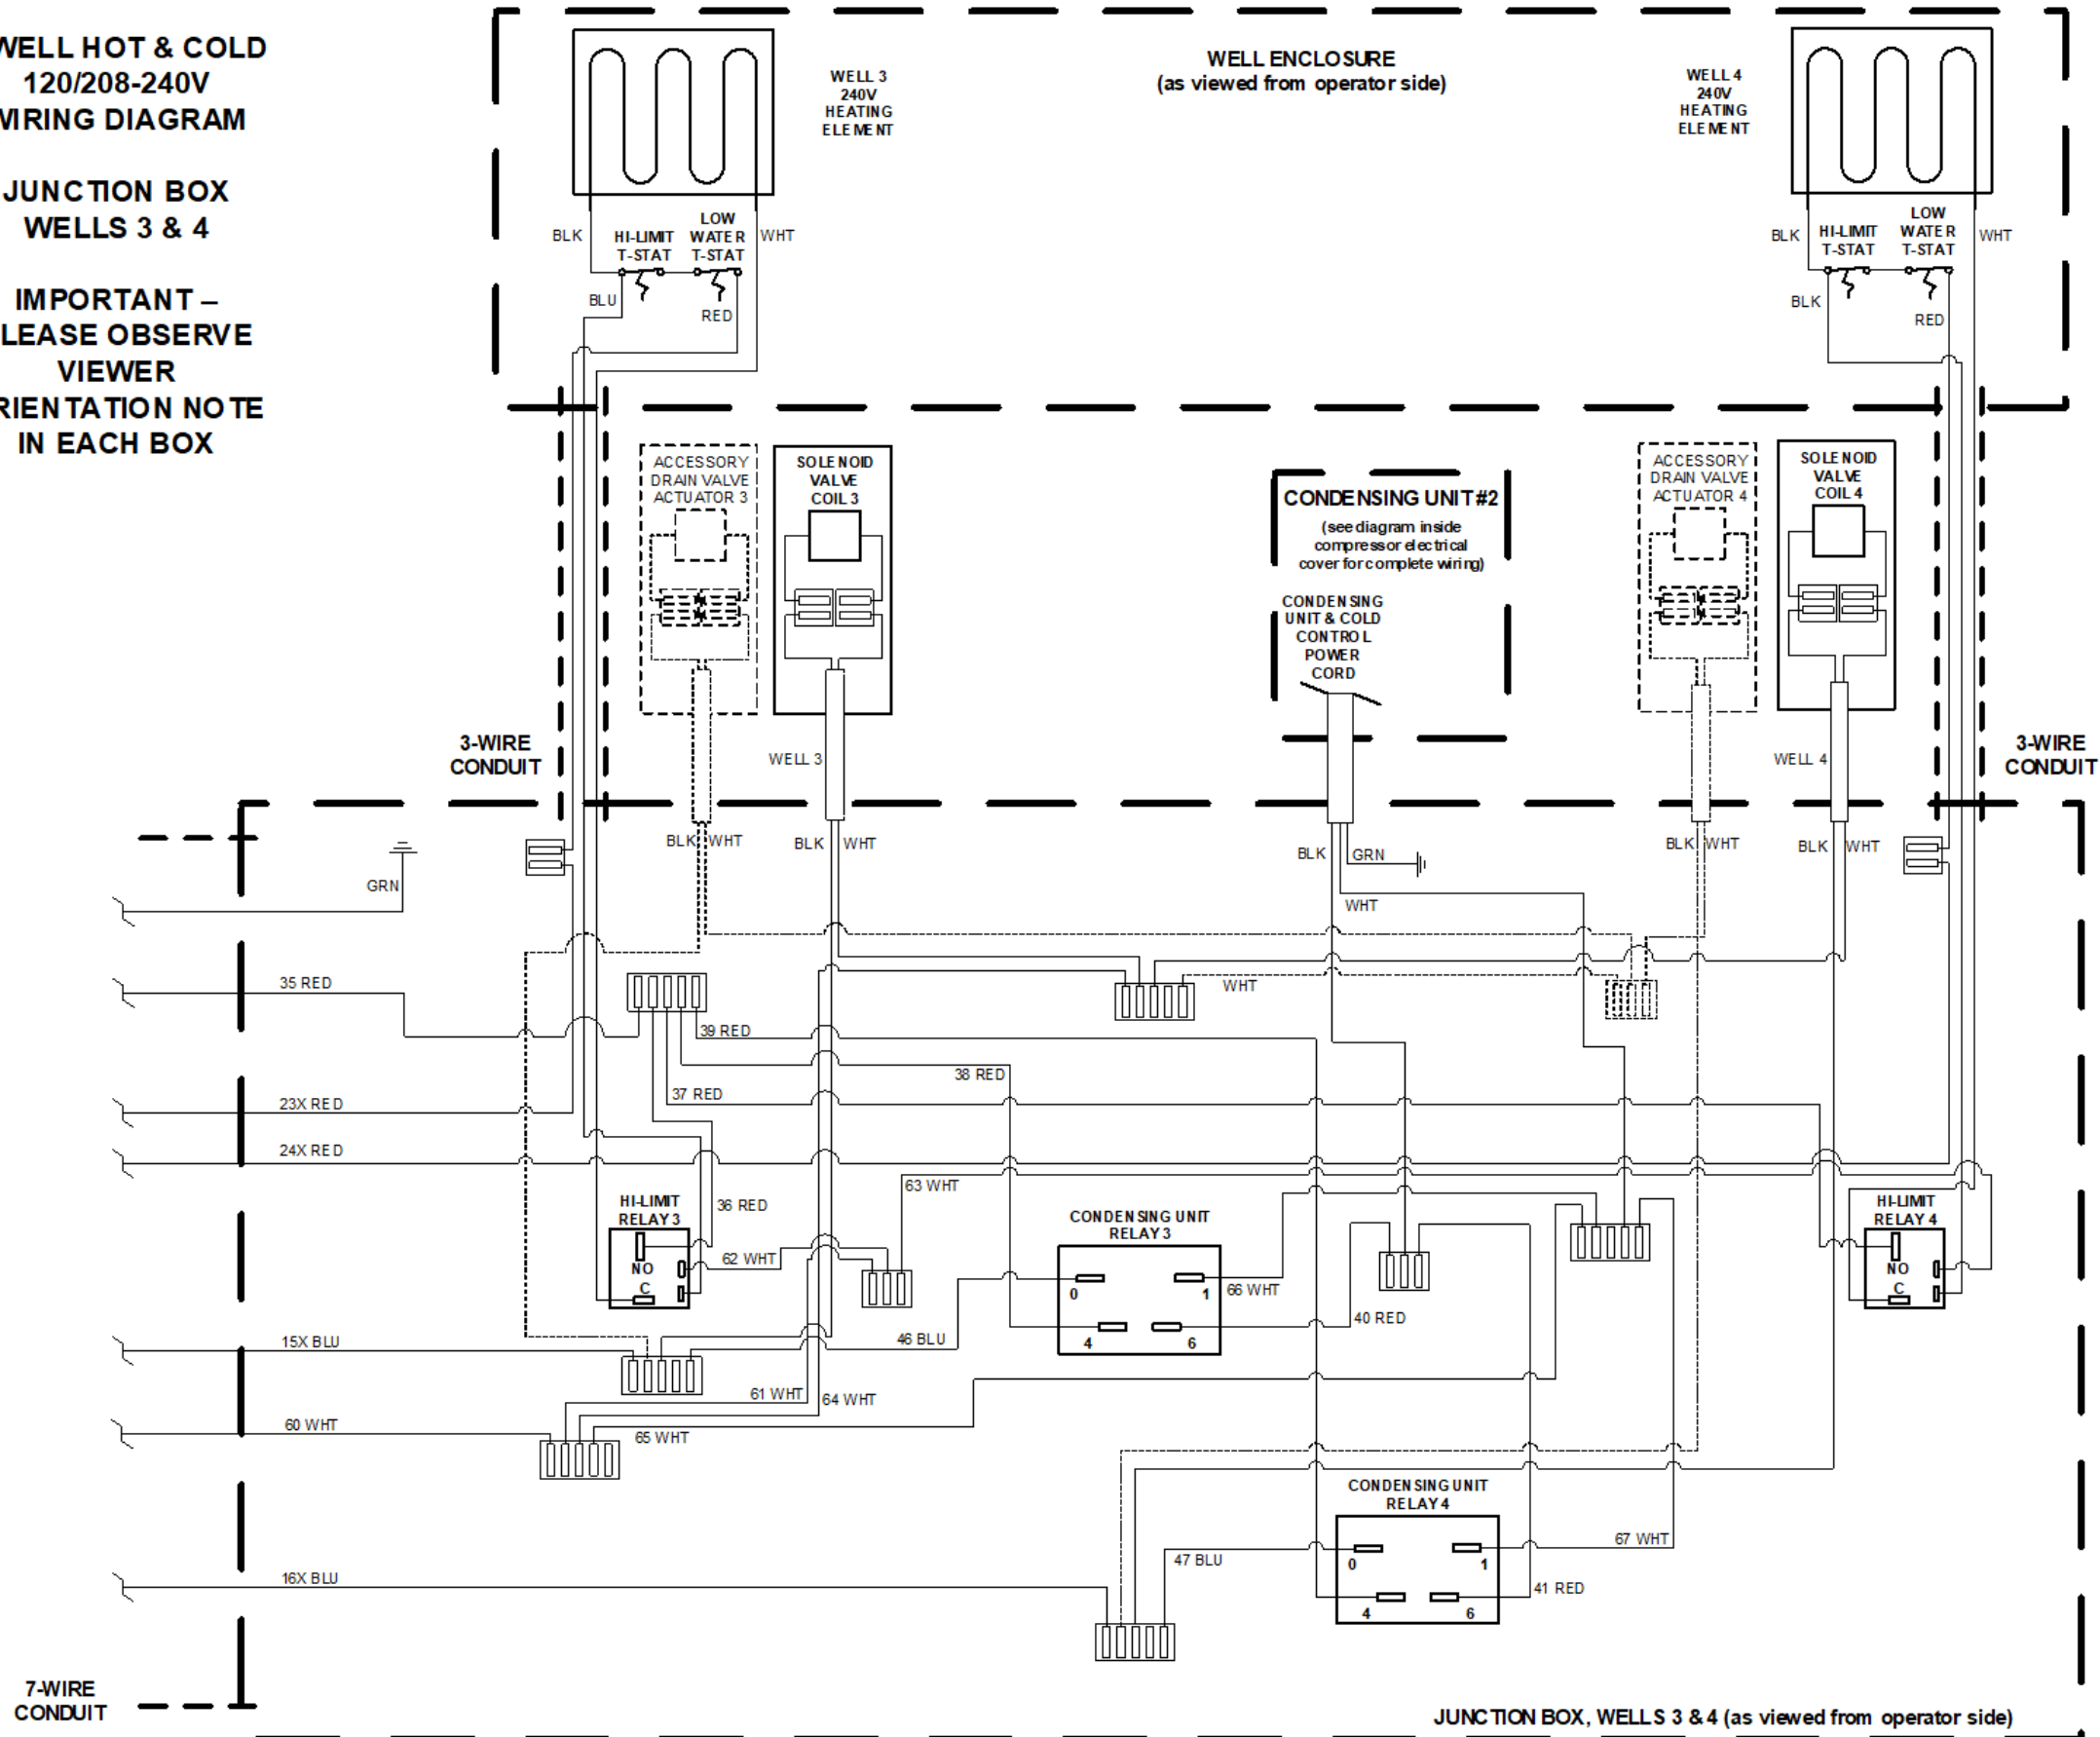 WELL HOT & COLD
120/208-240V
WIRING DIAGRAM
JUNCTION BOX
WELLS 3 & 4
IMPORTANT –
LEASE OBSERVE
VIEWER
RIENTATION NOTE
IN EACH BOX
WELL 3
240V
HEATING
ELEMENT
WELL ENCLOSURE
(as viewed from operator side)
WELL 4
240V
HEATING
ELEMENT
BLK
HI-LIMIT
T-STAT
LOW
WATER
T-STAT
WHT
BLU
RED
BLK
HI-LIMIT
T-STAT
LOW
WATER
T-STAT
WHT
BLK
RED
ACCESSORY
DRAIN VALVE
ACTUATOR 3
SOLENOID
VALVE
COIL 3
CONDENSING UNIT #2
(see diagram inside
compressor electrical
cover for complete wiring)
CONDENSING
UNIT & COLD
CONTROL
POWER
CORD
ACCESSORY
DRAIN VALVE
ACTUATOR 4
SOLENOID
VALVE
COIL 4
3-WIRE
CONDUIT
WELL 3
WELL 4
3-WIRE
CONDUIT
GRN
BLK
WHT
BLK
WHT
BLK
GRN
WHT
BLK
WHT
BLK
WHT
35 RED
WHT
39 RED
38 RED
37 RED
23X RED
24X RED
63 WHT
HI-LIMIT
RELAY 3
36 RED
NO
C
62 WHT
CONDENSING UNIT
RELAY 3
0
1
4
6
66 WHT
40 RED
HI-LIMIT
RELAY 4
NO
C
15X BLU
46 BLU
61 WHT
64 WHT
60 WHT
65 WHT
CONDENSING UNIT
RELAY 4
0
1
4
6
67 WHT
47 BLU
41 RED
16X BLU
7-WIRE
CONDUIT
JUNCTION BOX, WELLS 3 & 4 (as viewed from operator side)